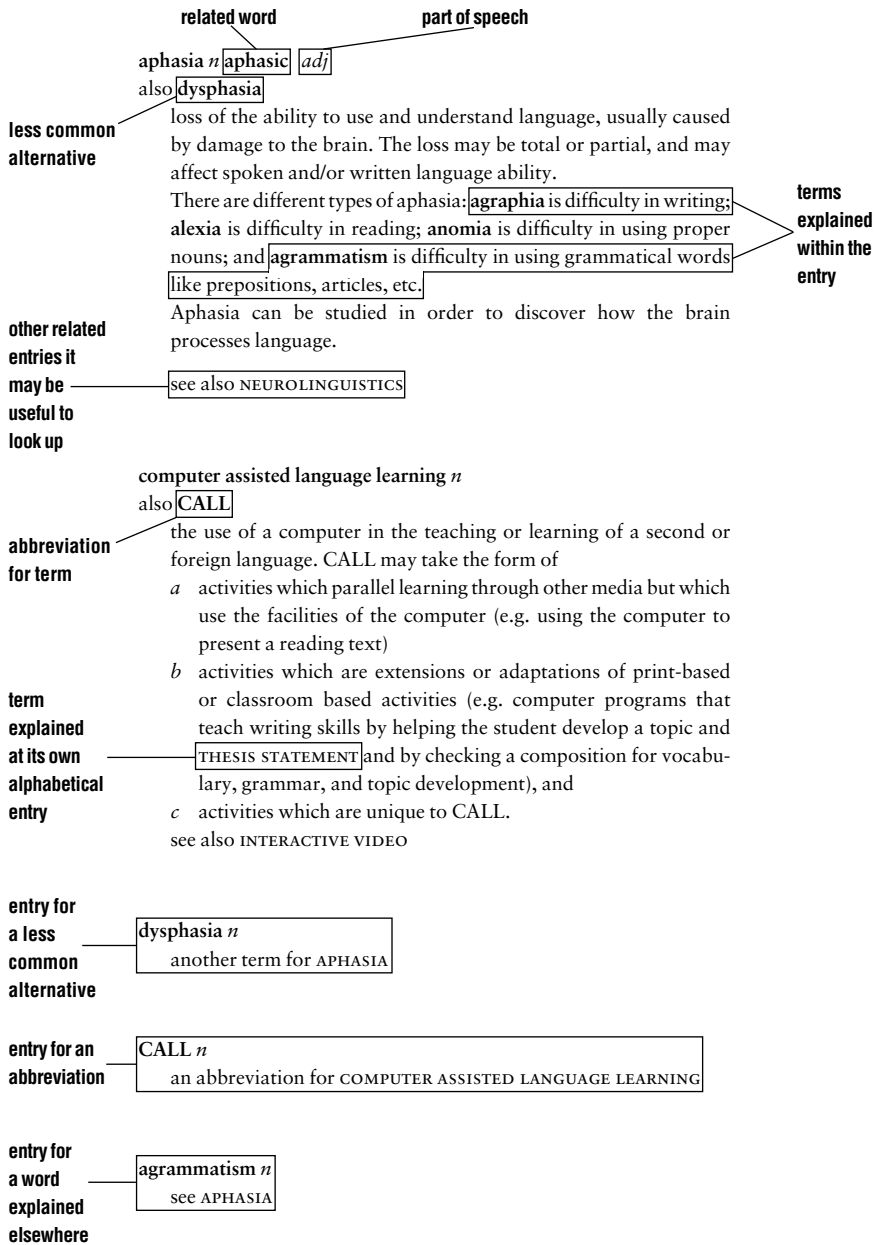 related word
part of speech
aphasia n aphasic adj
also dysphasia
less common
alternative
loss of the ability to use and understand language, usually caused
by damage to the brain. The loss may be total or partial, and may
affect spoken and/or written language ability.
There are different types of aphasia: agraphia is difficulty in writing;
alexia is difficulty in reading; anomia is difficulty in using proper
nouns; and agrammatism is difficulty in using grammatical words
like prepositions, articles, etc.
terms
explained
within the
entry
Aphasia can be studied in order to discover how the brain
processes language.
other related
entries it
may be
useful to
look up
see also NEUROLINGUISTICS
computer assisted language learning n
also CALL
abbreviation
for term
the use of a computer in the teaching or learning of a second or
foreign language. CALL may take the form of
a activities which parallel learning through other media but which
use the facilities of the computer (e.g. using the computer to
present a reading text)
b activities which are extensions or adaptations of print-based
or classroom based activities (e.g. computer programs that
teach writing skills by helping the student develop a topic and
THESIS STATEMENT and by checking a composition for vocabu-
lary, grammar, and topic development), and
term
explained
at its own
alphabetical
entry
c activities which are unique to CALL.
see also INTERACTIVE VIDEO
entry for
a less
common
alternative
dysphasia n
another term for APHASIA
entry for an
abbreviation
CALL n
an abbreviation for COMPUTER ASSISTED LANGUAGE LEARNING
entry for
a word
explained
elsewhere
agrammatism n
see APHASIA